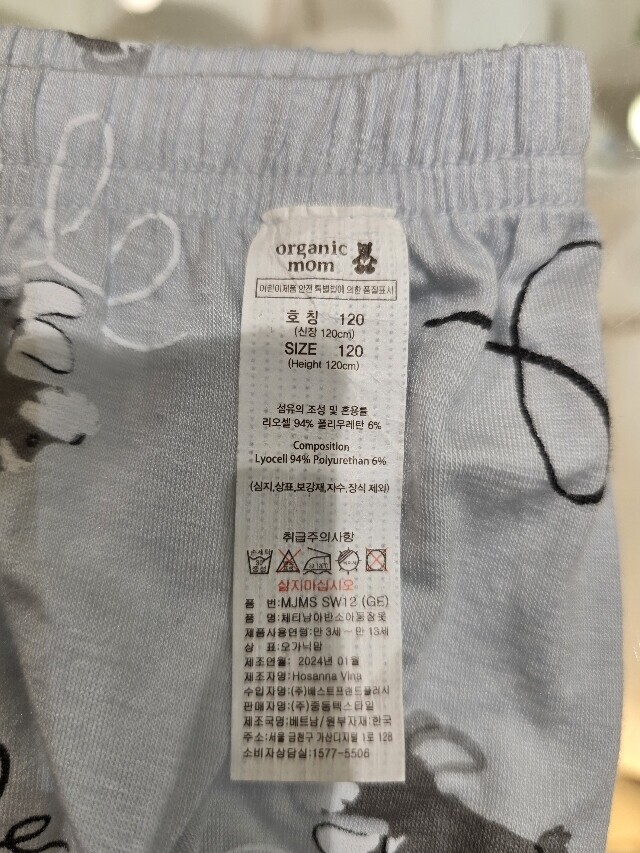 organic
mom
어린이제품 안전 특별법에 의한 품질표시
호 칭 120
(신장 120cm)
SIZE 120
(Height 120cm)
섬유의 조성 및 혼용률
리오셀 94% 폴리우레탄 6%
Composition
Lyocell 94% Polyurethan 6%
(심지,상표,보강재,자수,장식 제외)
취급주의사항
삶지마십시오
품 번:MJMS SW12 (GE)
품 명:체티남아반소아동잠옷
제품사용연령:만 3세~만 13세
상 표:오가닉맘
제조연월: 2024년 01월
제조자명:Hosanna Vina
수입자명:(주)베스트프랜드플러시
판매자명:(주)중동텍스타일
제조국명:베트남/원부자재:한국
주소:서울 금천구 가산디지털 1로 128
소비자상담실:1577-5506